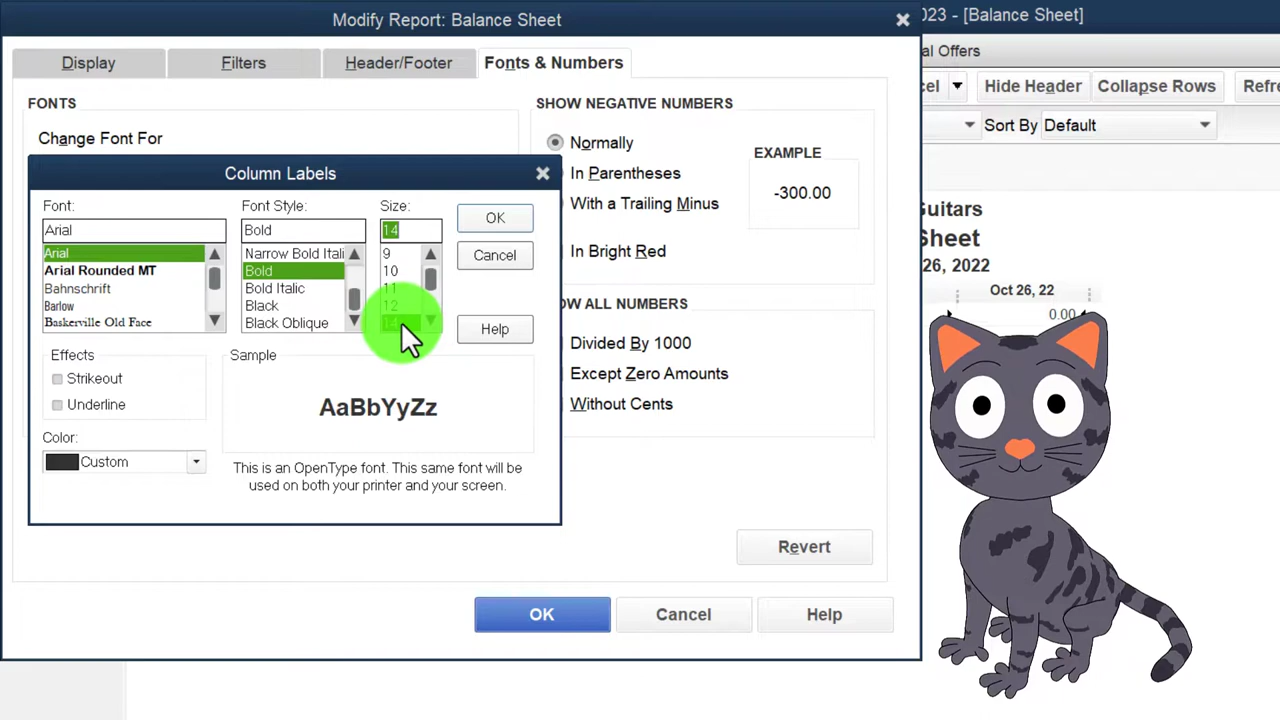 Modify Report: Balance Sheet
023 - [Balance Sheet]
Display
Filters
Header/Footer
Fonts & Numbers
al Offers
cel
Hide Header
Collapse Rows
Refre
Sort By
Default
FONTS
Change Font For
SHOW NEGATIVE NUMBERS
Normally
In Parentheses
With a Trailing Minus
In Bright Red
EXAMPLE
-300.00
Column Labels
Font:
Arial
Arial
Arial Rounded MT
Bahnschrift
Barlow
Baskerville Old Face
Font Style:
Bold
Narrow Bold Itali
Bold
Bold Italic
Black
Black Oblique
Size:
14
9
10
11
12
14
OK
Cancel
Help
Effects
Strikeout
Underline
Color:
Custom
Sample
AaBbYyZz
This is an OpenType font. This same font will be
used on both your printer and your screen.
OW ALL NUMBERS
Divided By 1000
Except Zero Amounts
Without Cents
Guitars
Sheet
26, 2022
Oct 26, 22
0.00
Revert
OK
Cancel
Help